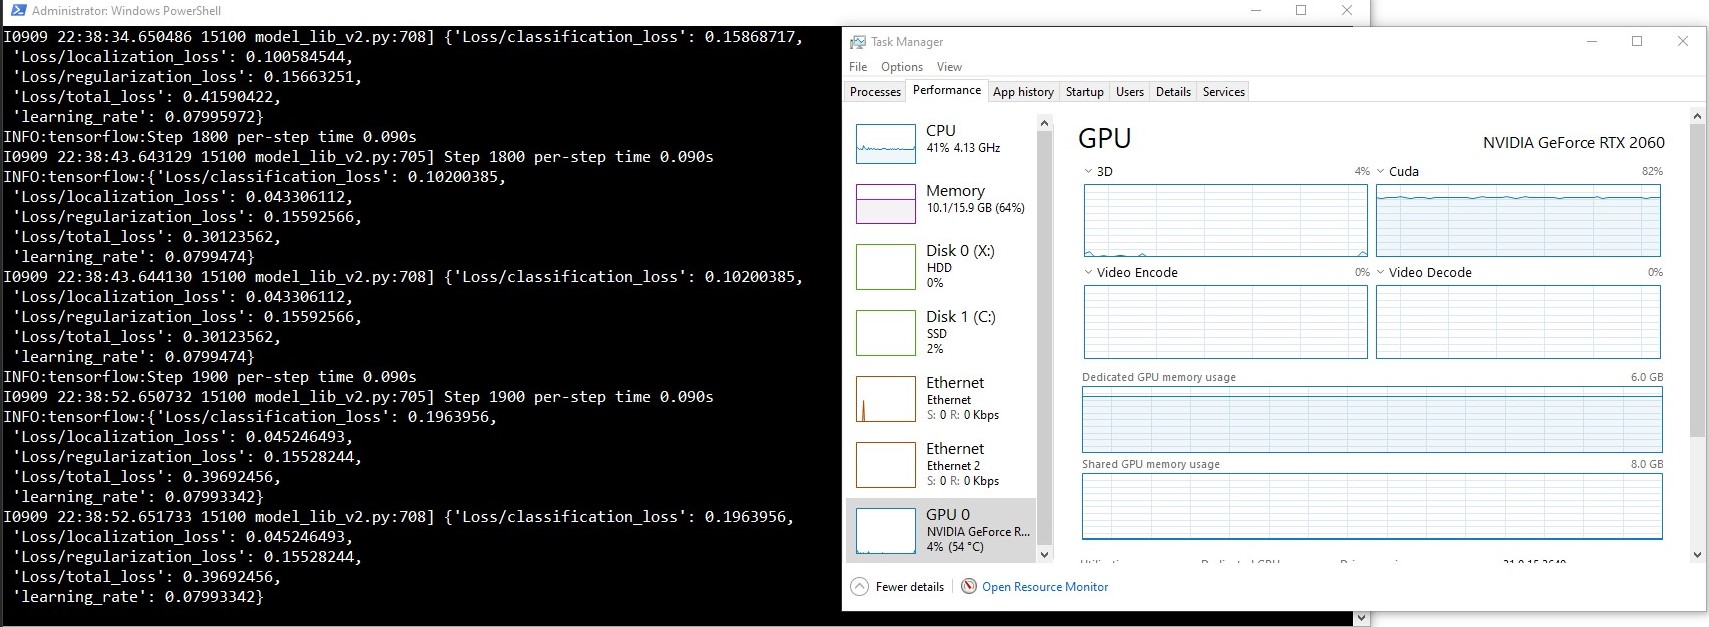 Administrator: Windows PowerShell
I0909 22:38:34.650486 15100 model_lib_v2.py:708] {'Loss/classification_loss': 0.15868717,
'Loss/localization_loss': 0.100584544,
'Loss/regularization_loss': 0.15663251,
'Loss/total_loss': 0.41590422,
'learning_rate': 0.07995972}
INFO:tensorflow:Step 1800 per-step time 0.090s
I0909 22:38:43.643129 15100 model_lib_v2.py:705] Step 1800 per-step time 0.090s
INFO:tensorflow:{'Loss/classification_loss': 0.10200385,
'Loss/localization_loss': 0.043306112,
'Loss/regularization_loss': 0.15592566,
'Loss/total_loss': 0.30123562,
'learning_rate': 0.0799474}
I0909 22:38:43.644130 15100 model_lib_v2.py:708] {'Loss/classification_loss': 0.10200385,
'Loss/localization_loss': 0.043306112,
'Loss/regularization_loss': 0.15592566,
'Loss/total_loss': 0.30123562,
'learning_rate': 0.0799474}
INFO:tensorflow:Step 1900 per-step time 0.090s
I0909 22:38:52.650732 15100 model_lib_v2.py:705] Step 1900 per-step time 0.090s
INFO:tensorflow:{'Loss/classification_loss': 0.1963956,
'Loss/localization_loss': 0.045246493,
'Loss/regularization_loss': 0.15528244,
'Loss/total_loss': 0.39692456,
'learning_rate': 0.07993342}
I0909 22:38:52.651733 15100 model_lib_v2.py:708] {'Loss/classification_loss': 0.1963956,
'Loss/localization_loss': 0.045246493,
'Loss/regularization_loss': 0.15528244,
'Loss/total_loss': 0.39692456,
'learning_rate': 0.07993342}
Task Manager
File Options View
Processes Performance App history Startup Users Details Services
CPU
41% 4.13 GHz
Memory
10.1/15.9 GB (64%)
Disk 0 (X:)
HDD
0%
Disk 1 (C:)
SSD
2%
Ethernet
Ethernet
S: 0 R: 0 Kbps
Ethernet
Ethernet 2
S: 0 R: 0 Kbps
GPU 0
NVIDIA GeForce R...
4% (54 °C)
GPU NVIDIA GeForce RTX 2060
3D 4% Cuda 82%
Video Encode 0% Video Decode 0%
Dedicated GPU memory usage 6.0 GB
Shared GPU memory usage 8.0 GB
Fewer details Open Resource Monitor